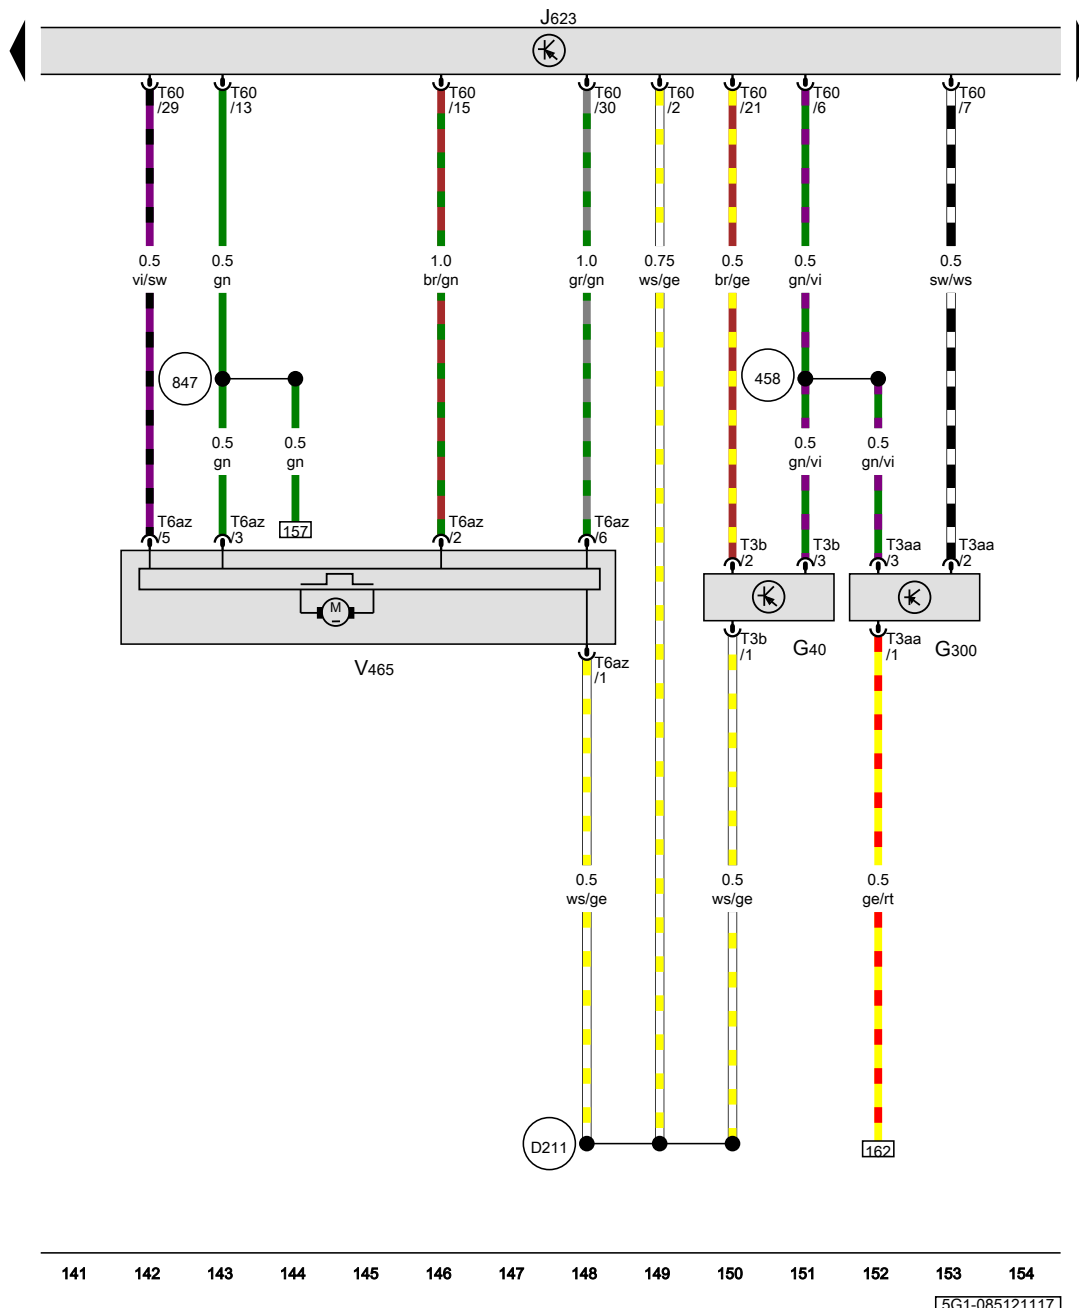 J623
T60 T60 T60 T60 T60 T60 T60 T60
/29 /13 /15 /30 /2 /21 /6 /7
0.5 0.5 1.0 1.0 0.75 0.5 0.5 0.5
vi/sw gn br/gn gr/gn ws/ge br/ge gn/vi sw/ws
847 458
0.5 0.5 0.5 0.5
gn gn gn/vi gn/vi
T6az T6az 157 T6az T6az
/5 /3 /2 /6
T3b T3b T3aa T3aa
/2 /3 /3 /2
M
T3b G40 T3aa G300
/1 /1
V465 T6az
/1
0.5 0.5 0.5
ws/ge ws/ge ge/rt
D211 162
141 142 143 144 145 146 147 148 149 150 151 152 153 154
5G1-085121117